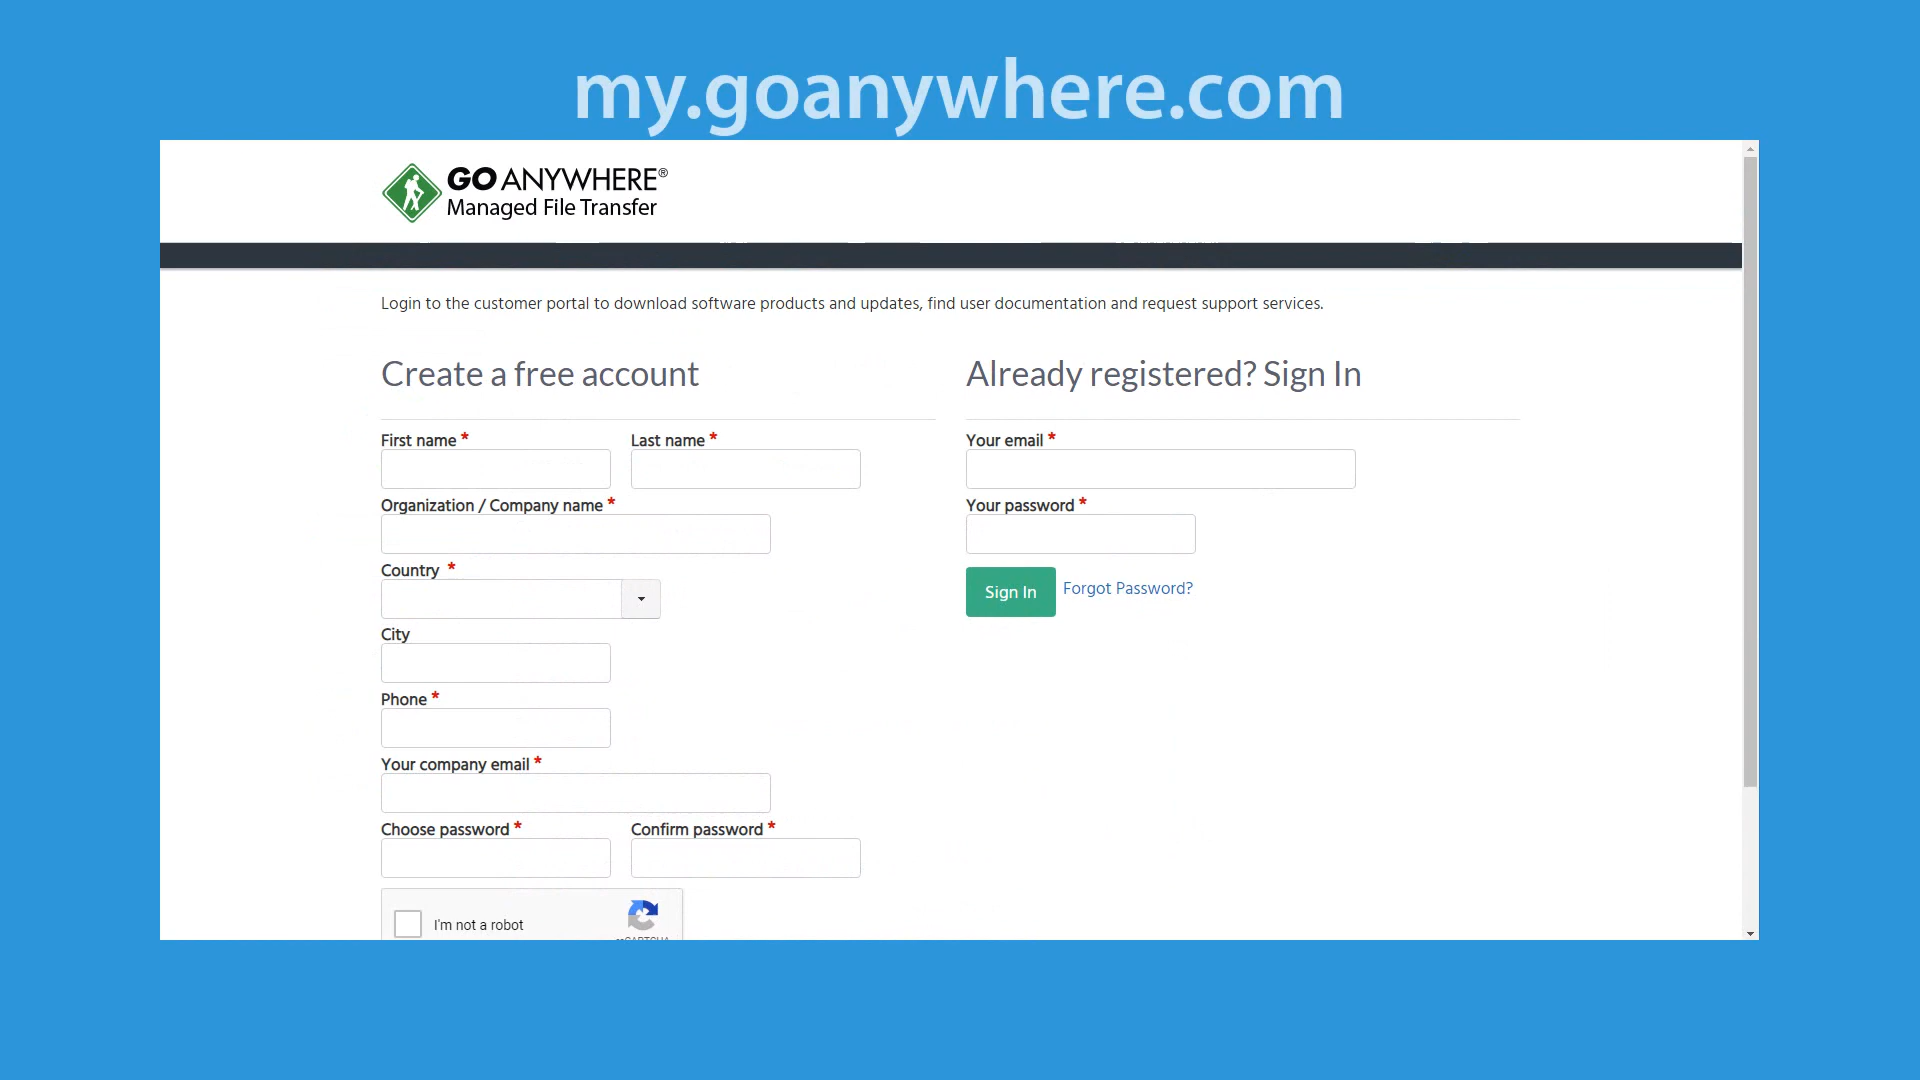 my.goanywhere.com
GO ANYWHERE®
Managed File Transfer
Login to the customer portal to download software products and updates, find user documentation and request support services.
Create a free account
Already registered? Sign In
First name *
Last name *
Your email *
Organization / Company name *
Your password *
Country *
Sign In
Forgot Password?
City
Phone *
Your company email *
Choose password *
Confirm password *
I'm not a robot
reCAPTCHA